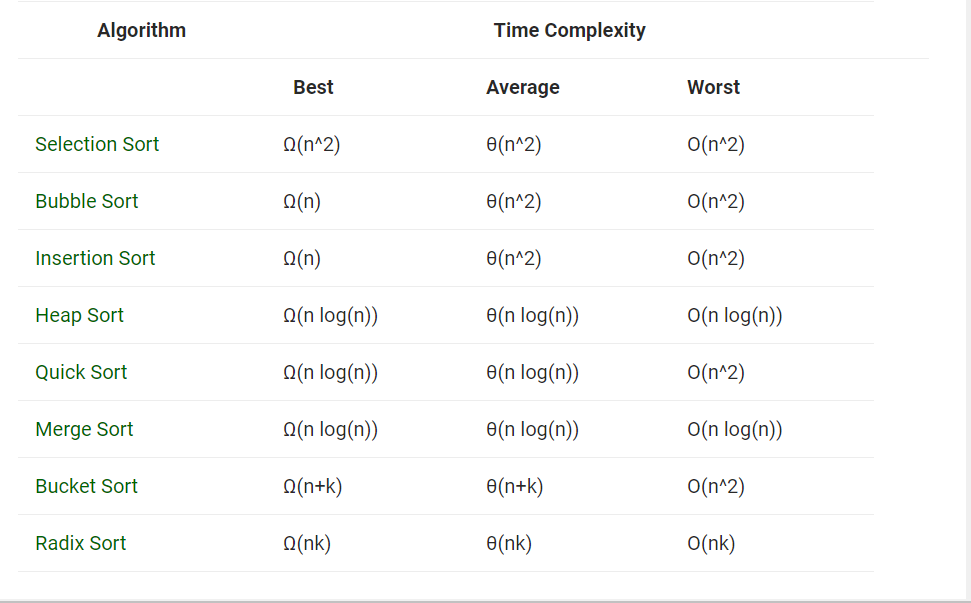 Algorithm Time Complexity
Best Average Worst
Selection Sort Ω(n^2) θ(n^2) O(n^2)
Bubble Sort Ω(n) θ(n^2) O(n^2)
Insertion Sort Ω(n) θ(n^2) O(n^2)
Heap Sort Ω(n log(n)) θ(n log(n)) O(n log(n))
Quick Sort Ω(n log(n)) θ(n log(n)) O(n^2)
Merge Sort Ω(n log(n)) θ(n log(n)) O(n log(n))
Bucket Sort Ω(n+k) θ(n+k) O(n^2)
Radix Sort Ω(nk) θ(nk) O(nk)